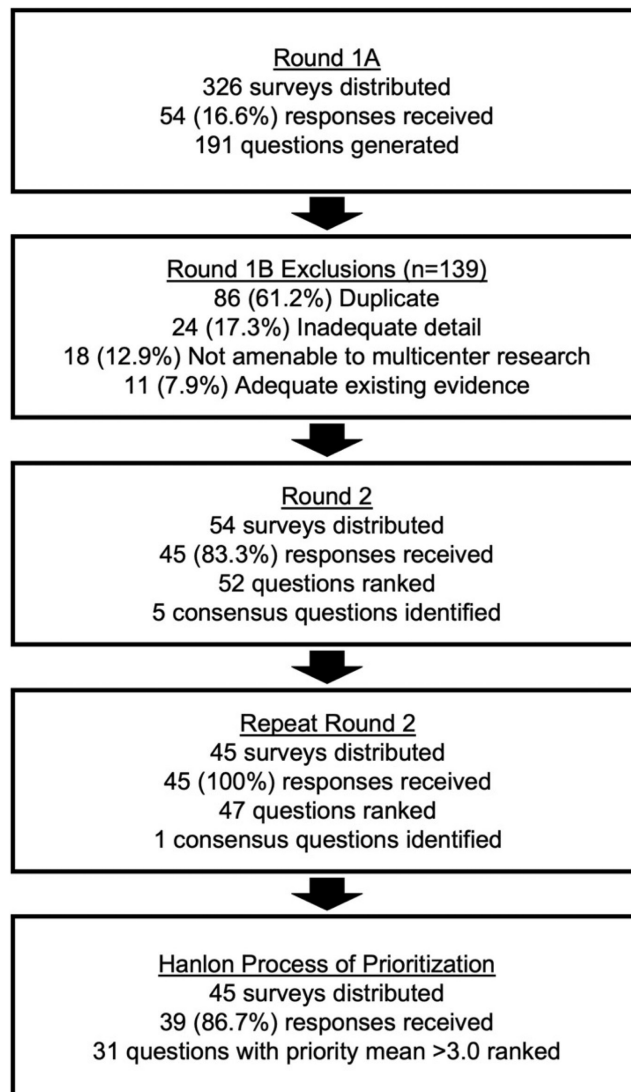 Round 1A
326 surveys distributed
54 (16.6%) responses received
191 questions generated
Round 1B Exclusions (n=139)
86 (61.2%) Duplicate
24 (17.3%) Inadequate detail
18 (12.9%) Not amenable to multicenter research
11 (7.9%) Adequate existing evidence
Round 2
54 surveys distributed
45 (83.3%) responses received
52 questions ranked
5 consensus questions identified
Repeat Round 2
45 surveys distributed
45 (100%) responses received
47 questions ranked
1 consensus questions identified
Hanlon Process of Prioritization
45 surveys distributed
39 (86.7%) responses received
31 questions with priority mean >3.0 ranked